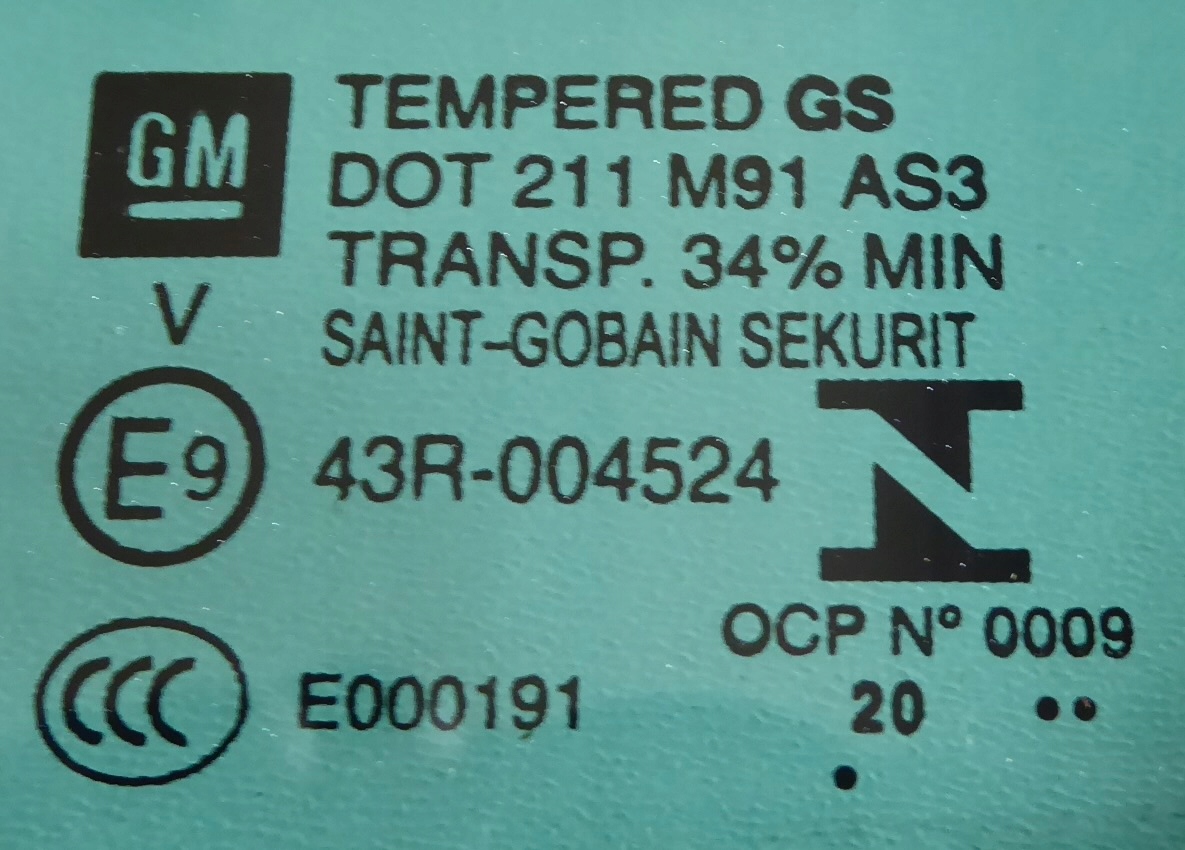 GM
TEMPERED GS
DOT 211 M91 AS3
TRANSP. 34% MIN
V
SAINT-GOBAIN SEKURIT
E9
43R-004524
N
OCP Nº 0009
CCC
E000191
20 ••
•